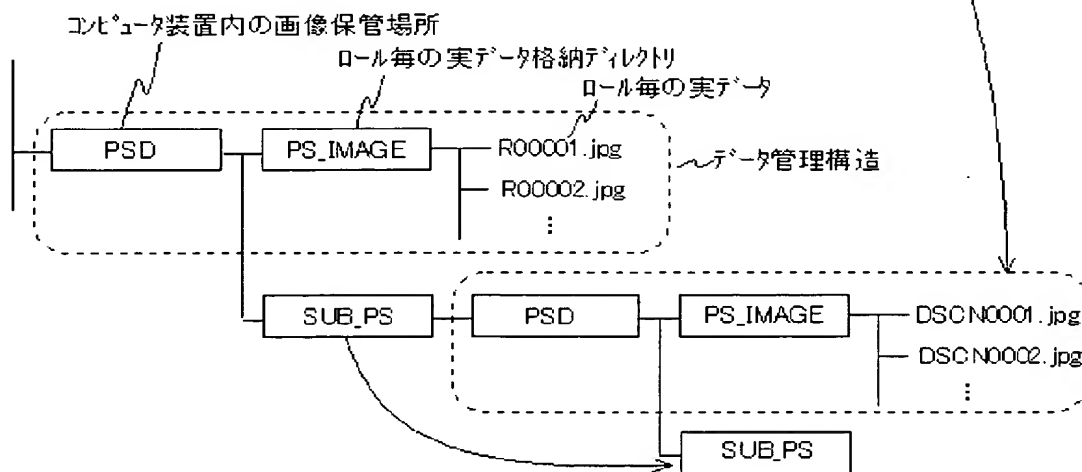 コンピュータ装置内の画像保管場所
ロール毎の実データ格納ディレクトリ
ロール毎の実データ
PSD
PS_IMAGE
R00001.jpg
データ管理構造
R00002.jpg
⋮
SUB_PS
PSD
PS_IMAGE
DSCN0001.jpg
DSCN0002.jpg
⋮
SUB_PS